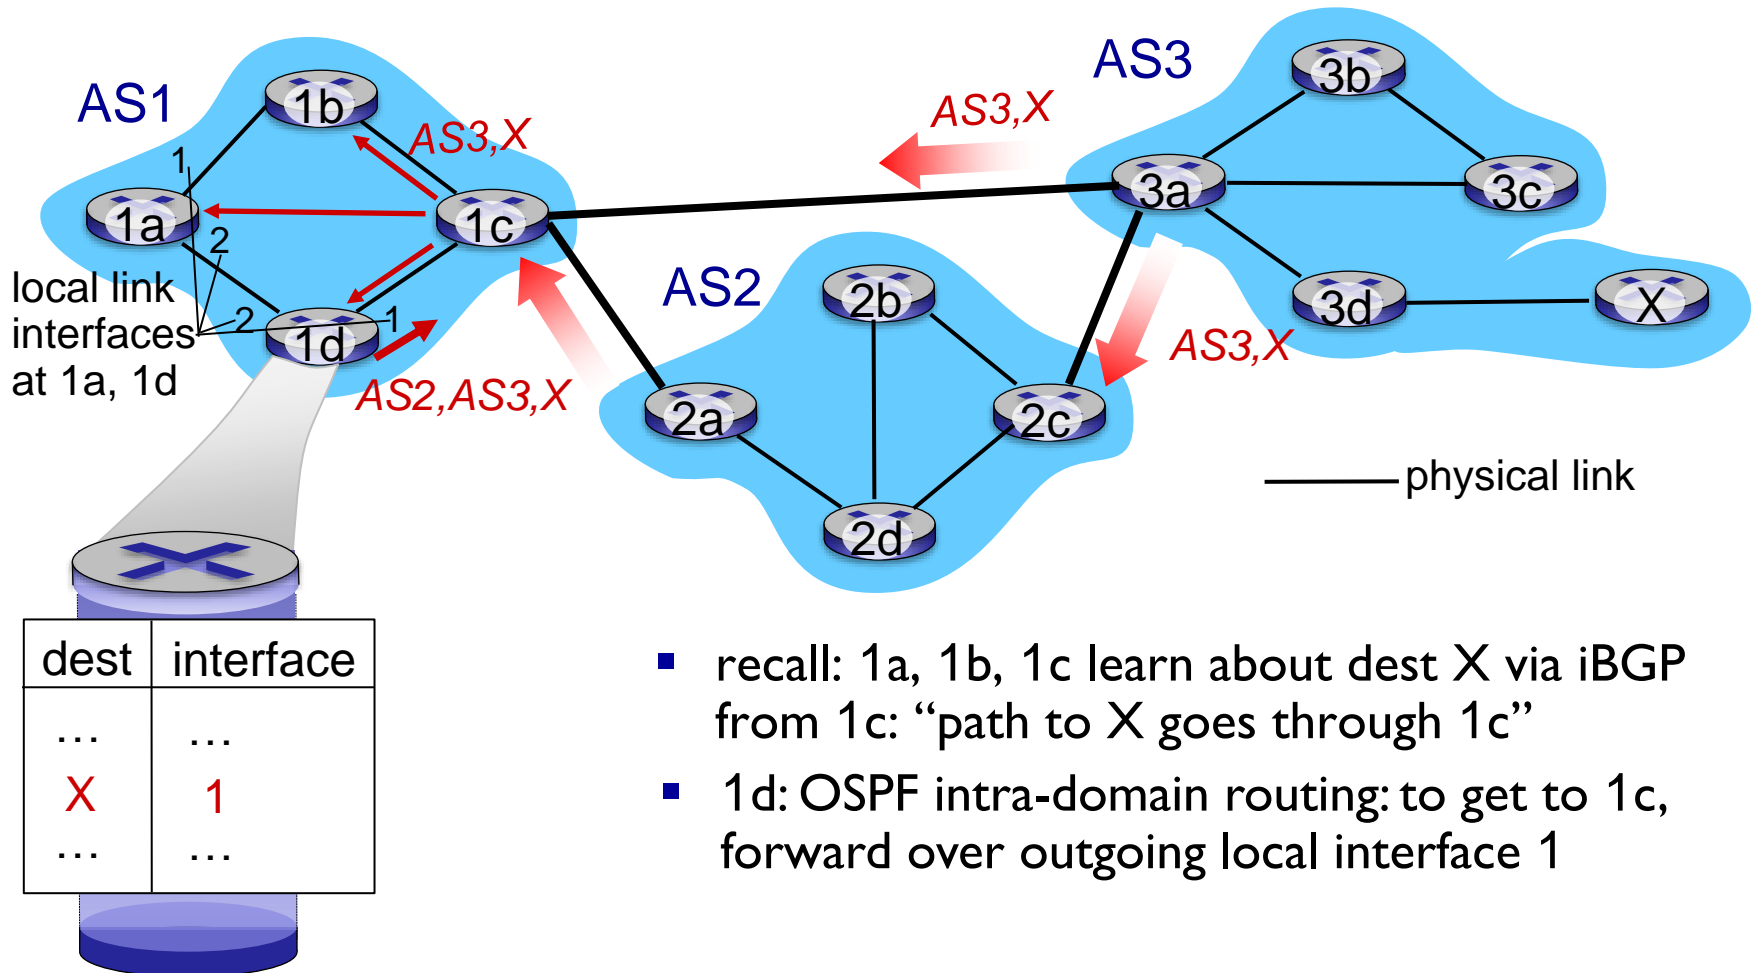 AS1
1b
AS3,X
1
1a
1c
2
local link
interfaces
at 1a, 1d
2
1
1d
AS2,AS3,X
AS3,X
AS3
3b
3a
3c
3d
X
AS3,X
AS2
2b
2a
2c
2d
physical link
dest interface
... ...
X 1
... ...
▪ recall: 1a, 1b, 1c learn about dest X via iBGP
from 1c: “path to X goes through 1c”
▪ 1d: OSPF intra-domain routing: to get to 1c,
forward over outgoing local interface 1